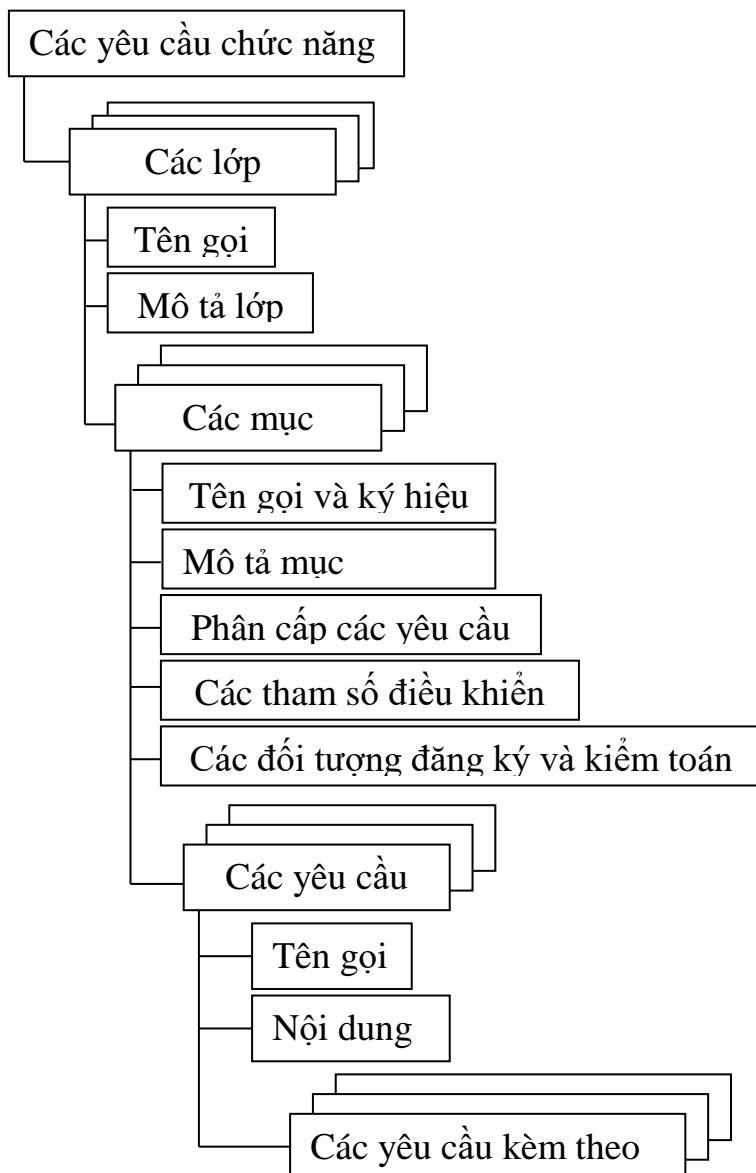 Các yêu cầu chức năng
Các lớp
Tên gọi
Mô tả lớp
Các mục
Tên gọi và ký hiệu
Mô tả mục
Phân cấp các yêu cầu
Các tham số điều khiển
Các đối tượng đăng ký và kiểm toán
Các yêu cầu
Tên gọi
Nội dung
Các yêu cầu kèm theo